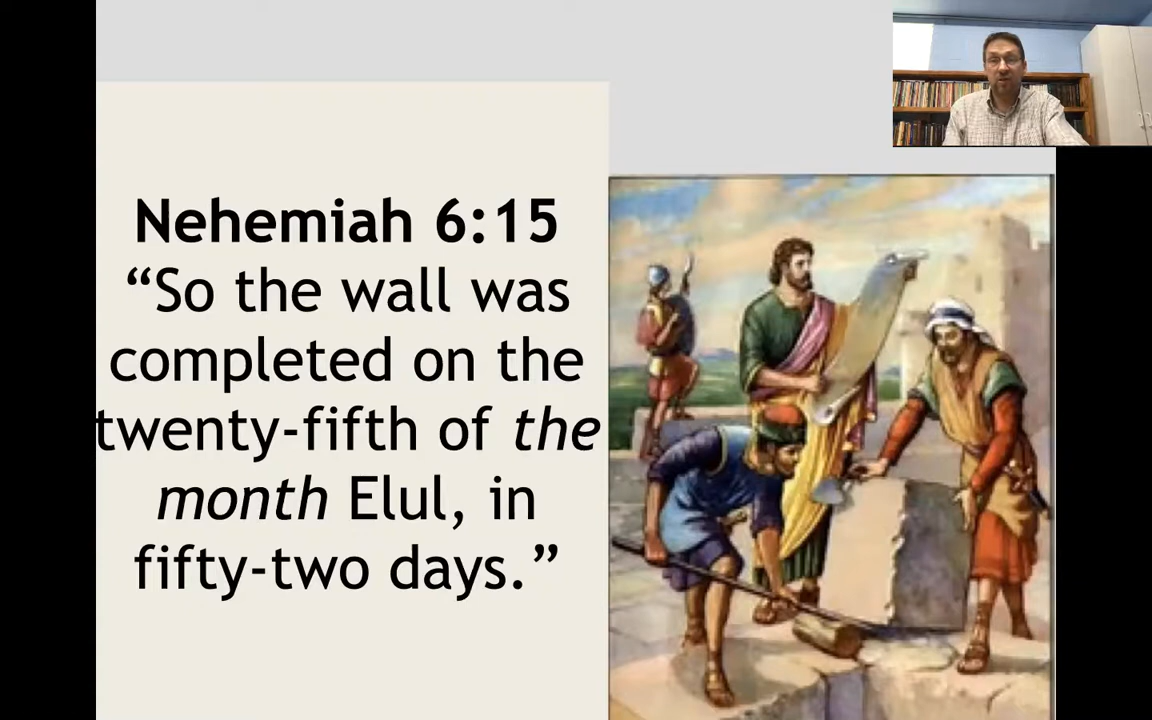 Nehemiah 6:15
“So the wall was
completed on the
twenty-fifth of the
month Elul, in
fifty-two days.”